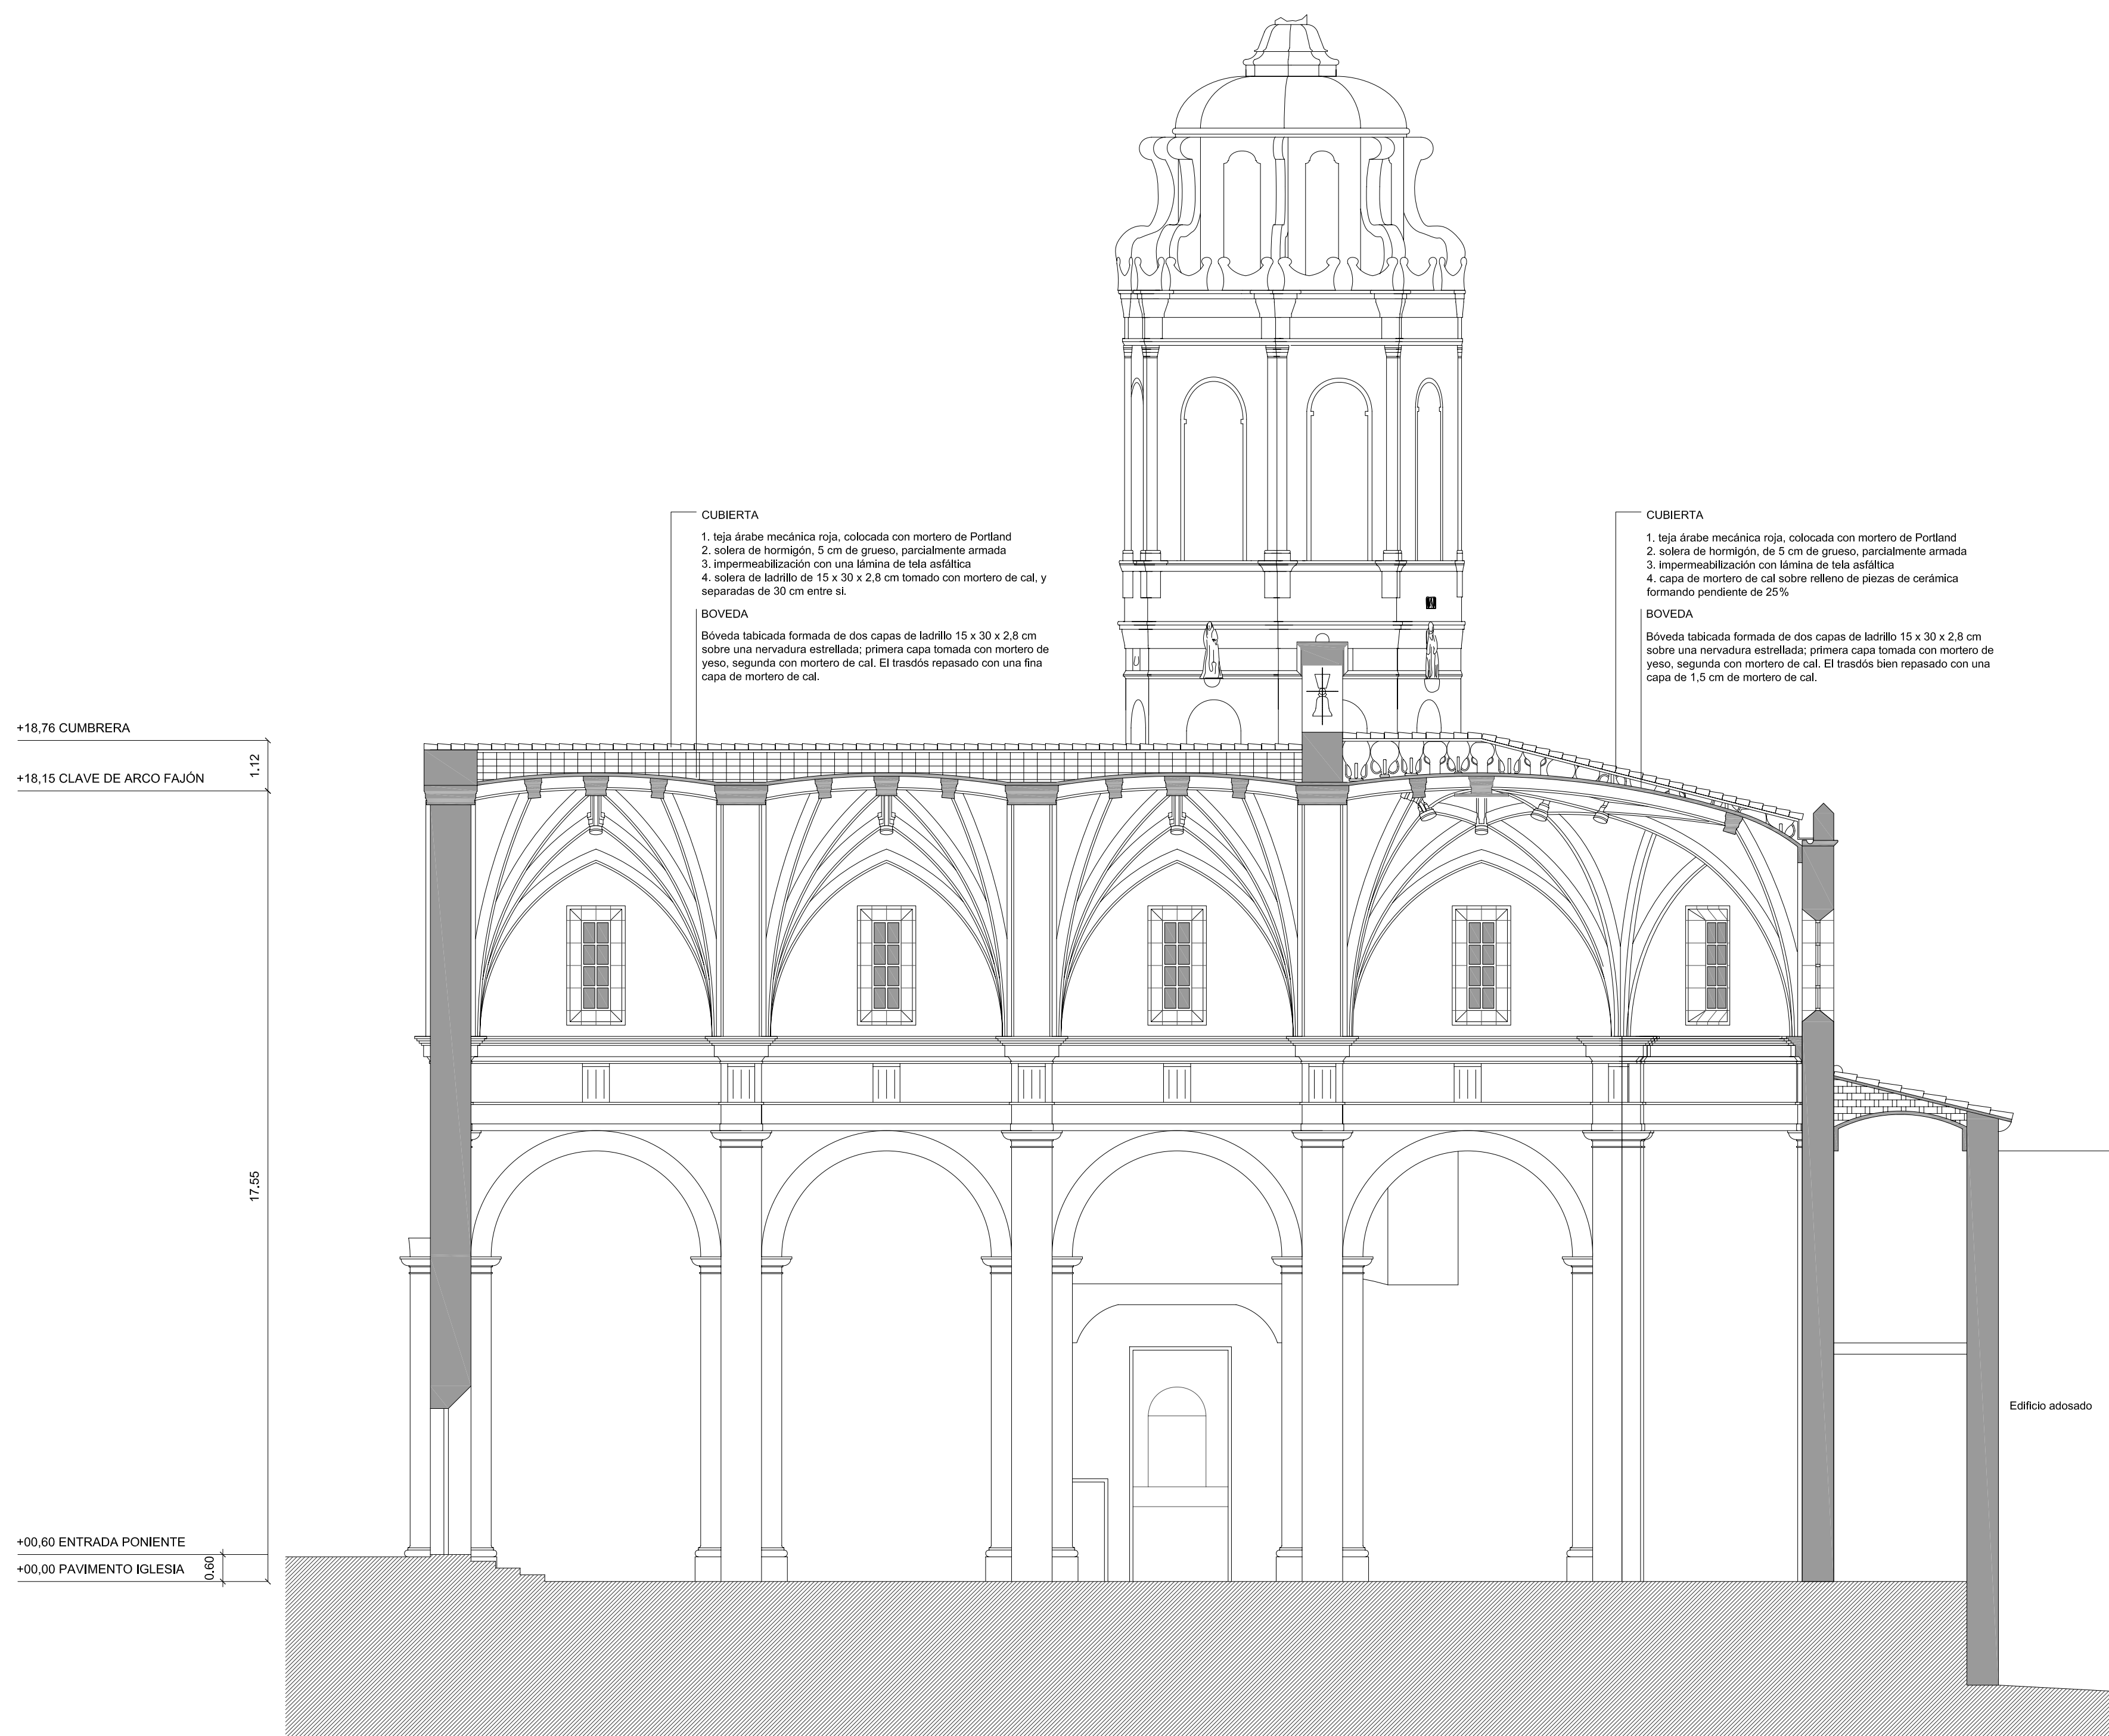 CUBIERTA
1. teja árabe mecánica roja, colocada con mortero de Portland
2. solera de hormigón, 5 cm de grueso, parcialmente armada
3. impermeabilización con una lámina de tela asfáltica
4. solera de ladrillo de 15 x 30 x 2,8 cm tomado con mortero de cal, y
separadas de 30 cm entre si.
BOVEDA
Bóveda tabicada formada de dos capas de ladrillo 15 x 30 x 2,8 cm
sobre una nervadura estrellada; primera capa tomada con mortero de
yeso, segunda con mortero de cal. El trasdós repasado con una fina
capa de mortero de cal.
CUBIERTA
1. teja árabe mecánica roja, colocada con mortero de Portland
2. solera de hormigón, de 5 cm de grueso, parcialmente armada
3. impermeabilización con lámina de tela asfáltica
4. capa de mortero de cal sobre relleno de piezas de cerámica
formando pendiente de 25%
BOVEDA
Bóveda tabicada formada de dos capas de ladrillo 15 x 30 x 2,8 cm
sobre una nervadura estrellada; primera capa tomada con mortero de
yeso, segunda con mortero de cal. El trasdós bien repasado con una
capa de 1,5 cm de mortero de cal.
+18,76 CUMBRERA
1.12
+18,15 CLAVE DE ARCO FAJÓN
17.55
Edificio adosado
+00,60 ENTRADA PONIENTE
0.60
+00,00 PAVIMENTO IGLESIA